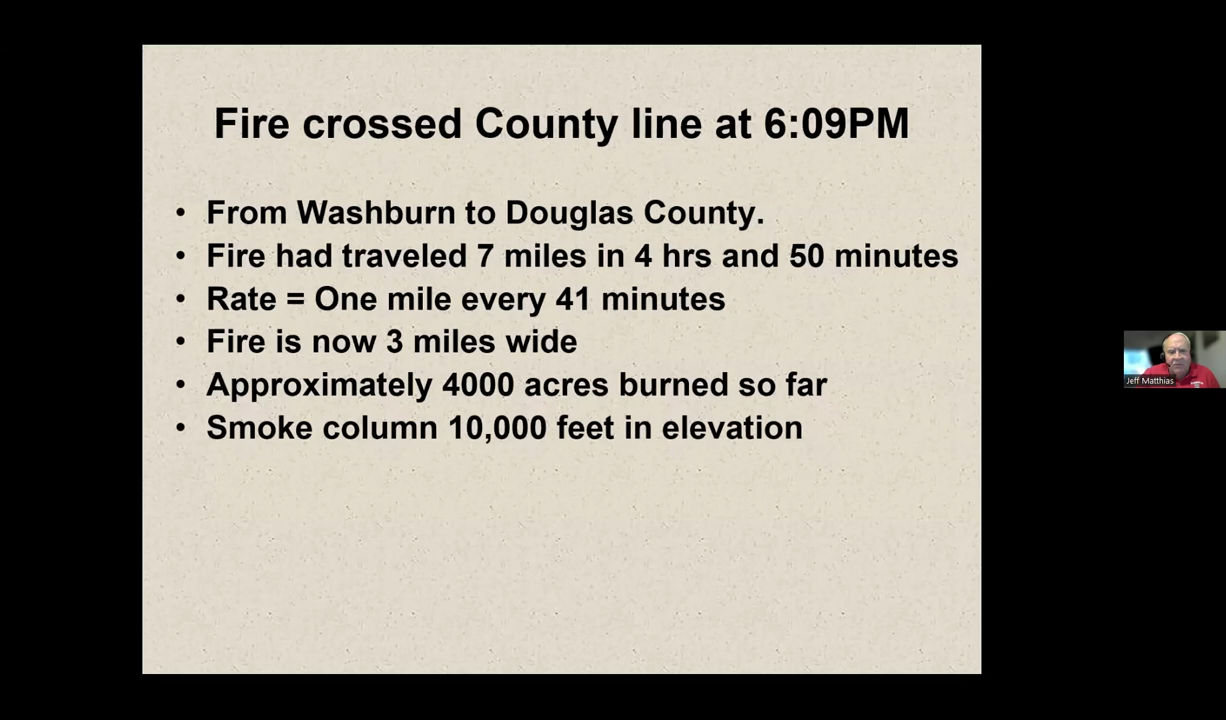 Fire crossed County line at 6:09PM
• From Washburn to Douglas County.
• Fire had traveled 7 miles in 4 hrs and 50 minutes
• Rate = One mile every 41 minutes
• Fire is now 3 miles wide
• Approximately 4000 acres burned so far
• Smoke column 10,000 feet in elevation
Jeff Matthias